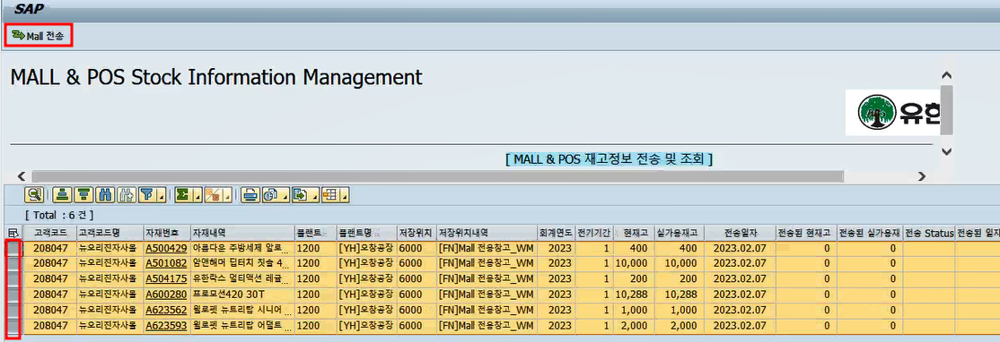 SAP
Mall 전송
MALL & POS Stock Information Management
유한
[ MALL & POS 재고정보 전송 및 조회 ]
[ Total : 6 건 ]
고객코드 고객코드명 자재번호 자재내역 플랜트 플랜트명 저장위치 저장위치내역 회계연도 전기기간 현재고 실가용재고 전송일자 전송된 현재고 전송된 실가용재 전송 Status 전송된 일자
208047 뉴오리진자사몰 A500429 아름다운 주방세제 알로... 1200 [YH]오창공장 6000 [FN]Mall 전용창고_WM 2023 1 400 400 2023.02.07 0 0
208047 뉴오리진자사몰 A501082 암앤해머 딥터치 칫솔 4... 1200 [YH]오창공장 6000 [FN]Mall 전용창고_WM 2023 1 10,000 10,000 2023.02.07 0 0
208047 뉴오리진자사몰 A504175 유한락스 멀티액션 레귤... 1200 [YH]오창공장 6000 [FN]Mall 전용창고_WM 2023 1 200 200 2023.02.07 0 0
208047 뉴오리진자사몰 A600280 프로모션420 30T 1200 [YH]오창공장 6000 [FN]Mall 전용창고_WM 2023 1 10,288 10,288 2023.02.07 0 0
208047 뉴오리진자사몰 A623562 윌로펫 뉴트리탑 시니어 ... 1200 [YH]오창공장 6000 [FN]Mall 전용창고_WM 2023 1 1,000 1,000 2023.02.07 0 0
208047 뉴오리진자사몰 A623593 윌로펫 뉴트리탑 어덜트... 1200 [YH]오창공장 6000 [FN]Mall 전용창고_WM 2023 1 2,000 2,000 2023.02.07 0 0